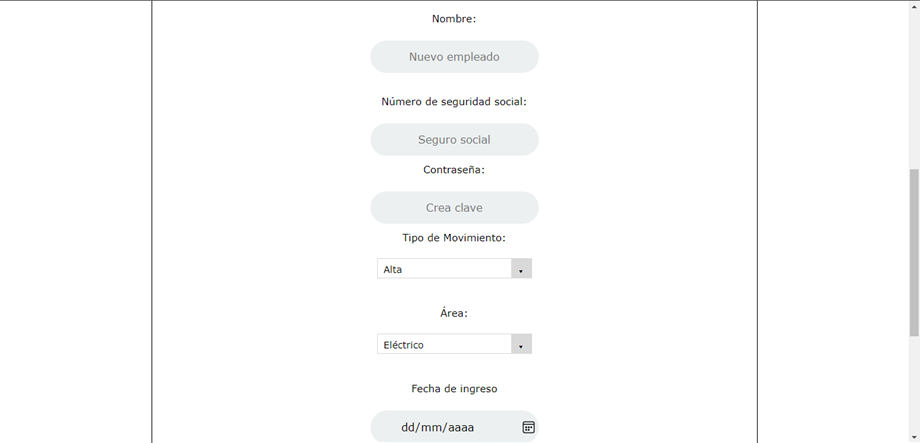 Nombre:
Nuevo empleado
Número de seguridad social:
Seguro social
Contraseña:
Crea clave
Tipo de Movimiento:
Alta
Área:
Eléctrico
Fecha de ingreso
dd/mm/aaaa